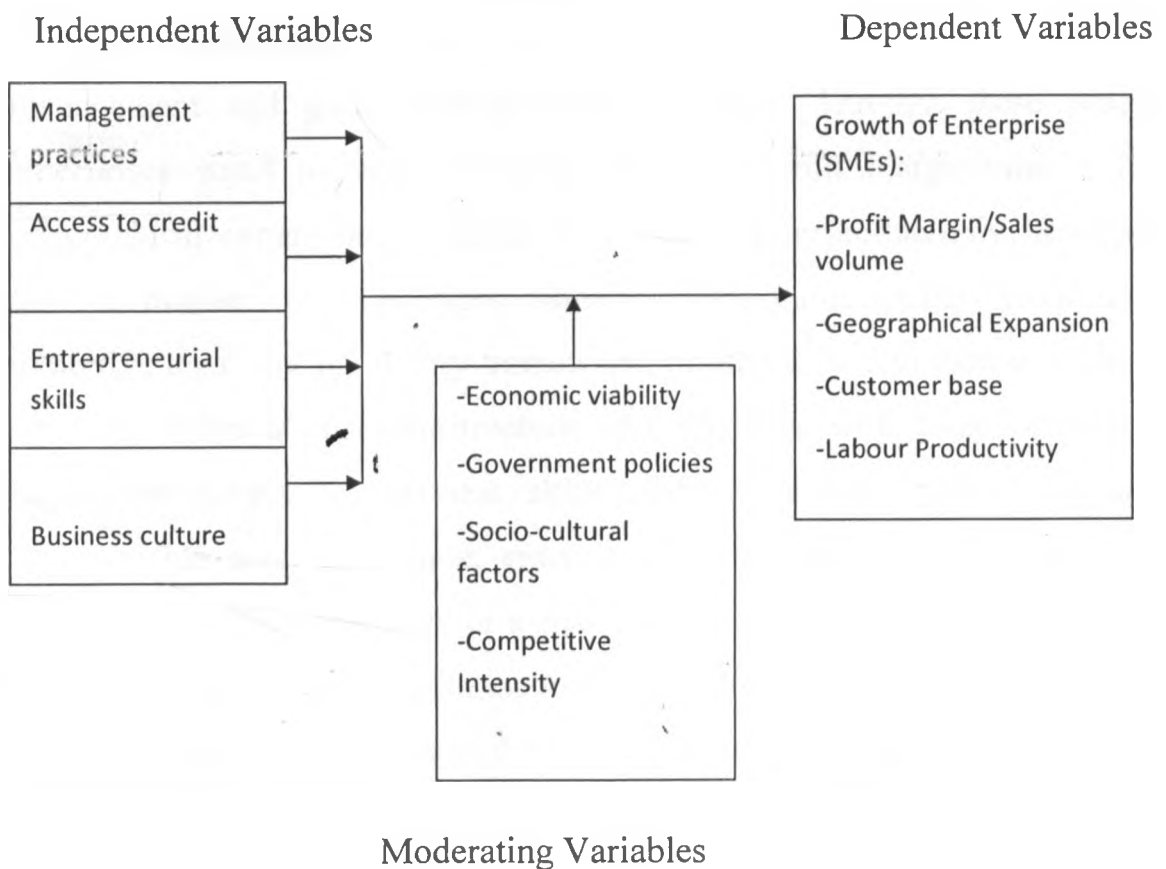 Independent Variables
Dependent Variables
Management
practices
Access to credit
Entrepreneurial
skills
Business culture
-Economic viability
-Government policies
-Socio-cultural
factors
-Competitive
Intensity
Growth of Enterprise
(SMEs):
-Profit Margin/Sales
volume
-Geographical Expansion
-Customer base
-Labour Productivity
Moderating Variables